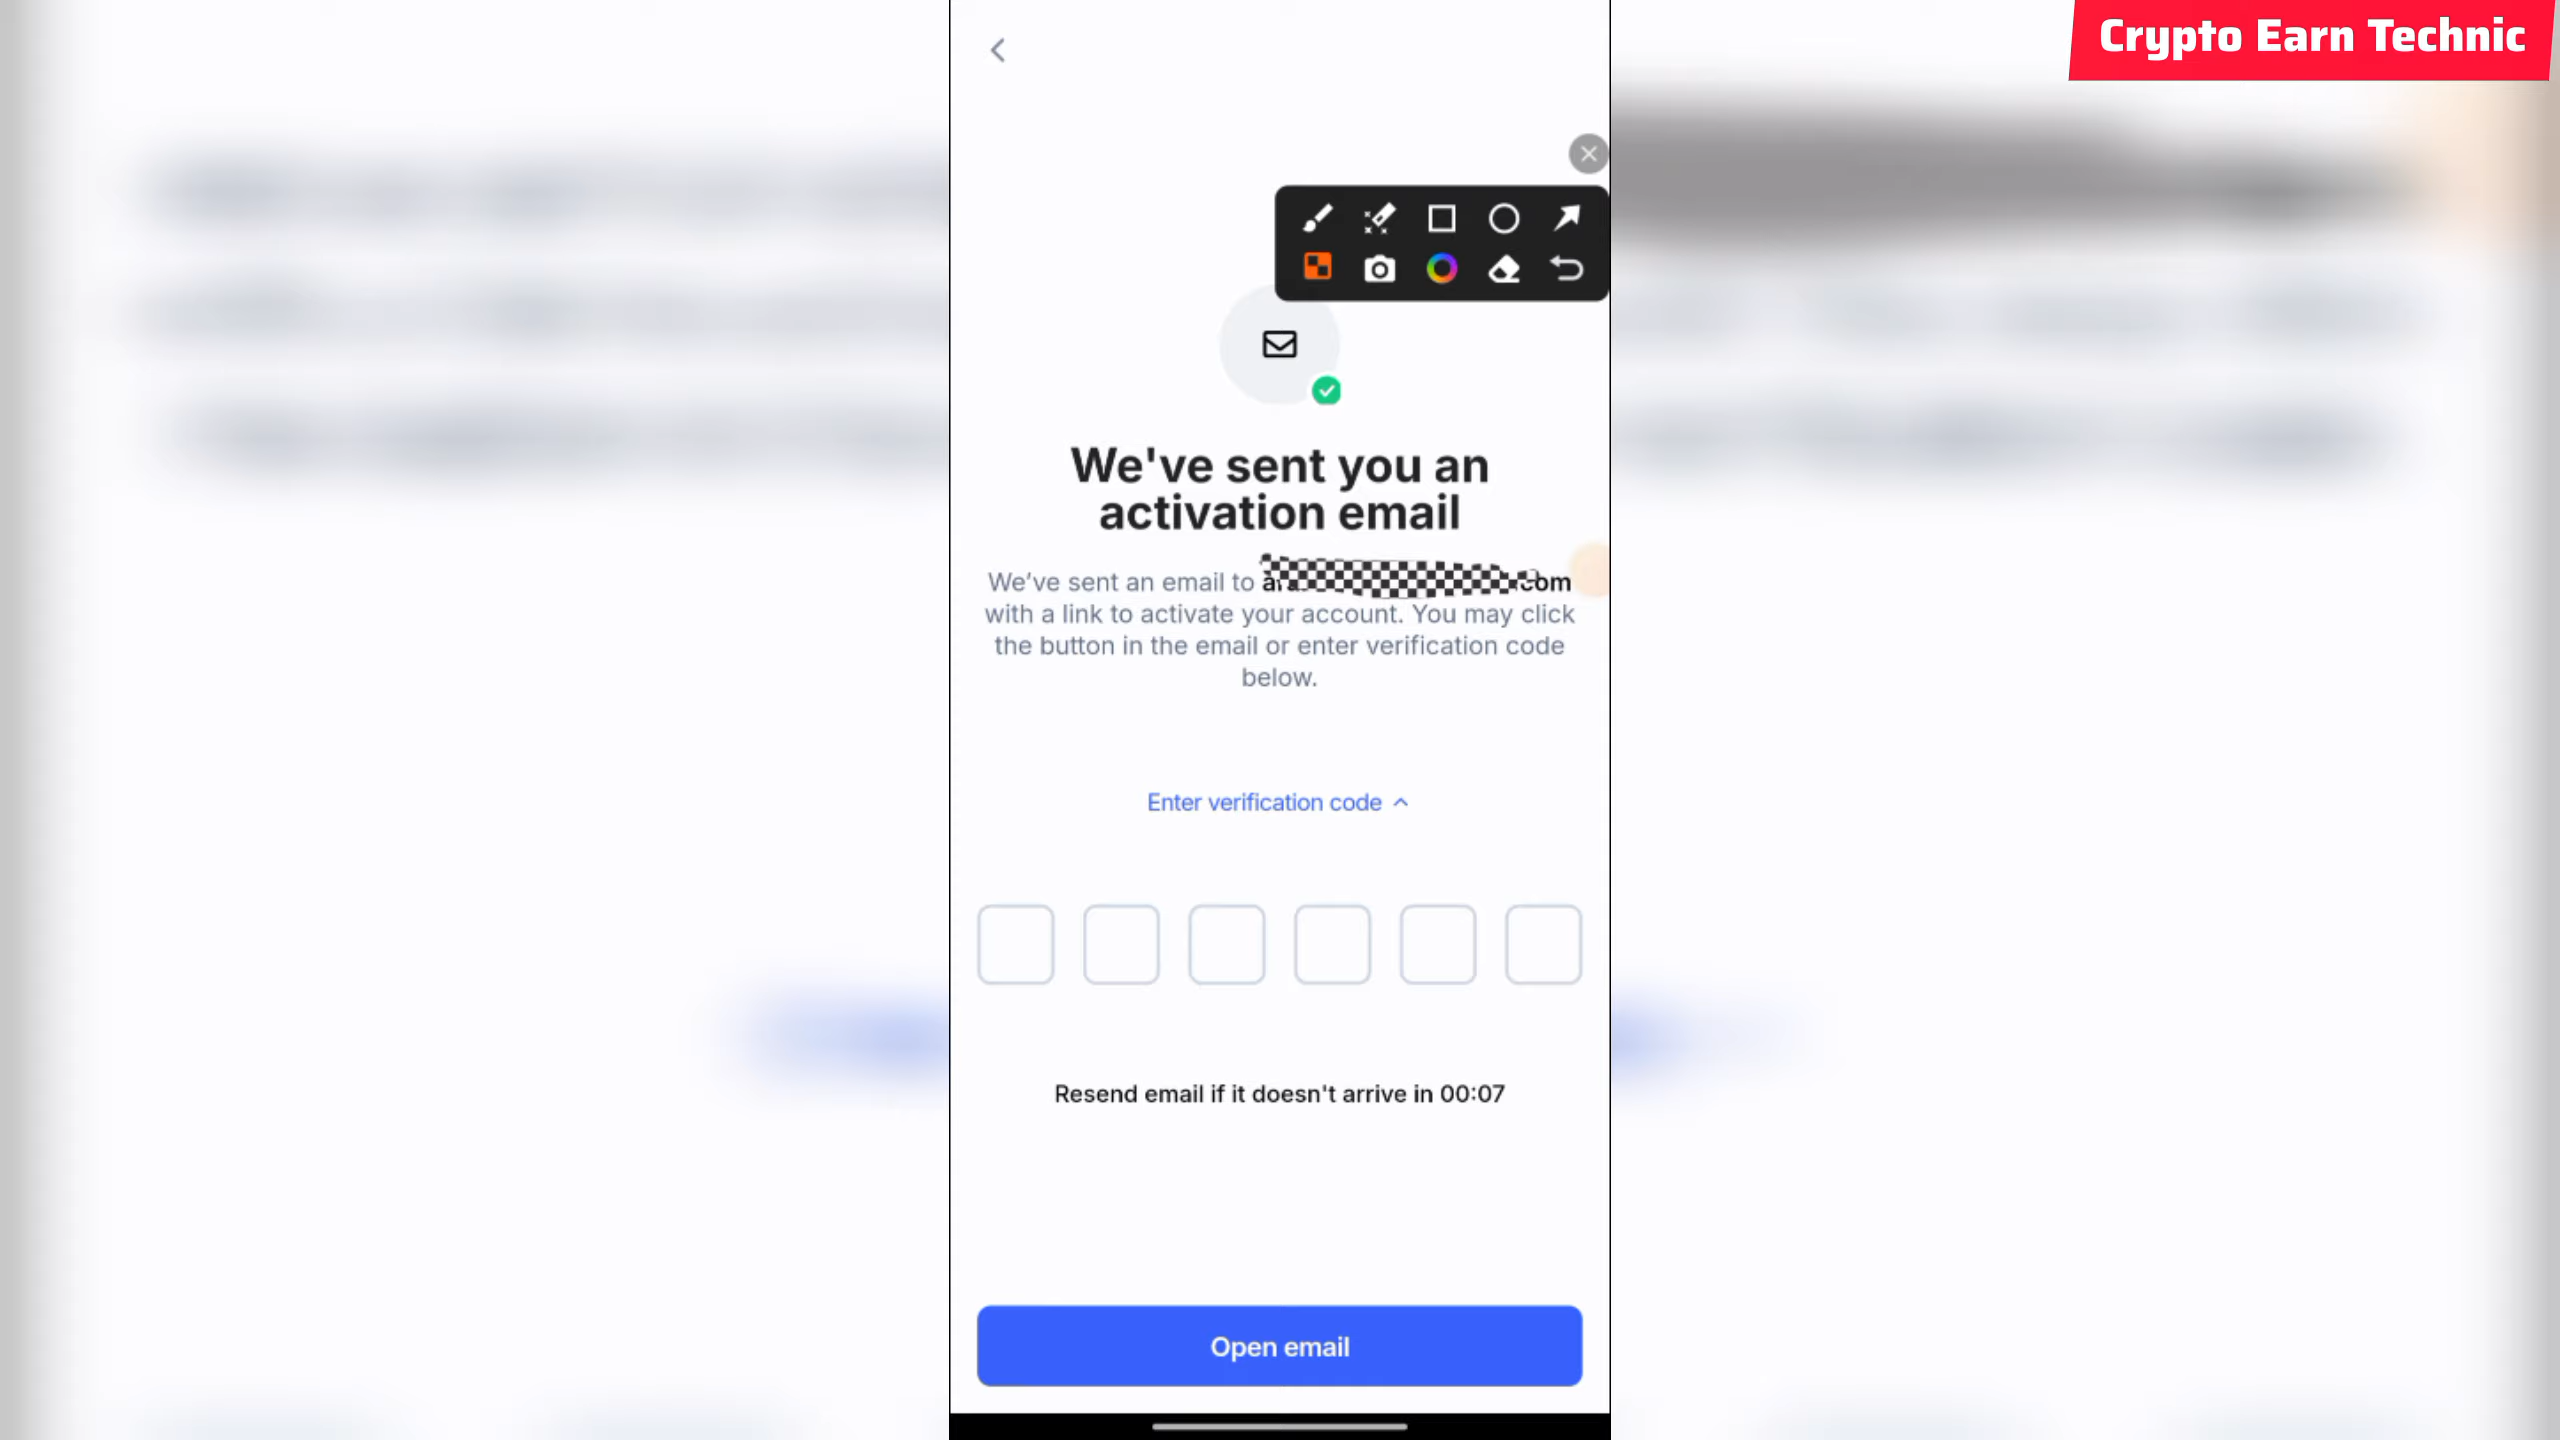 Crypto Earn Technic
We've sent you an
activation email
We've sent an email to
with a link to activate your account. You may click
the button in the email or enter verification code
below.
Enter verification code
Resend email if it doesn't arrive in 00:07
Open email